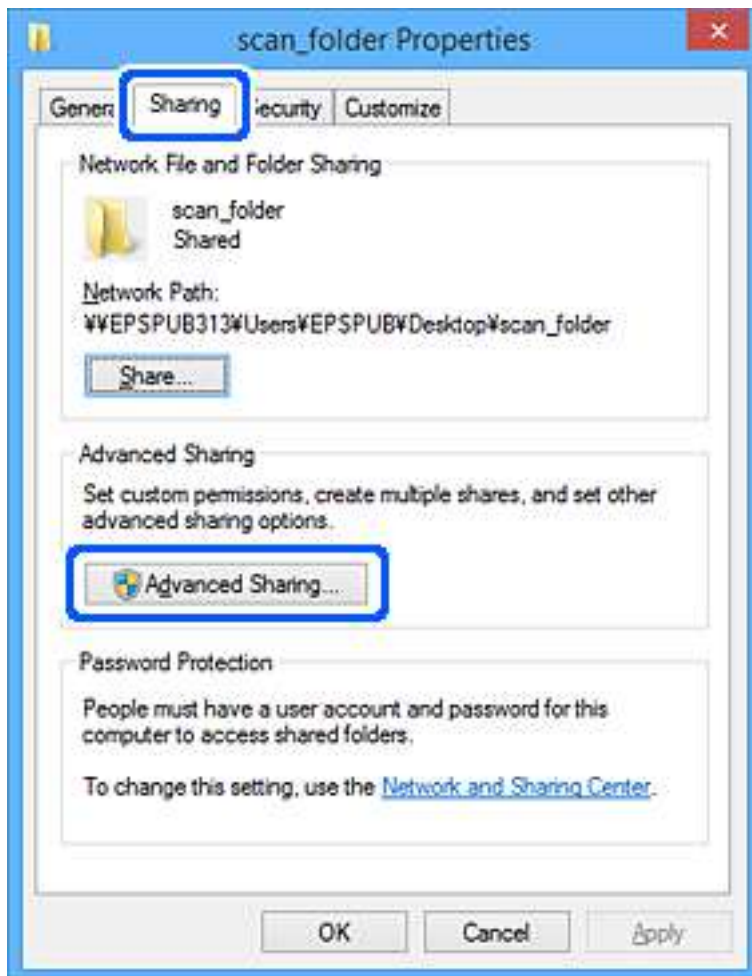 scan_folder Properties
Sharing
Security
Customize
Network File and Folder Sharing
scan_folder
Shared
Network Path:
¥¥EPSPUB313¥Users¥EPSPUB¥Desktop¥scan_folder
Share...
Advanced Sharing
Set custom permissions, create multiple shares, and set other
advanced sharing options.
Advanced Sharing...
Password Protection
People must have a user account and password for this
computer to access shared folders.
To change this setting, use the Network and Sharing Center.
OK Cancel Apply